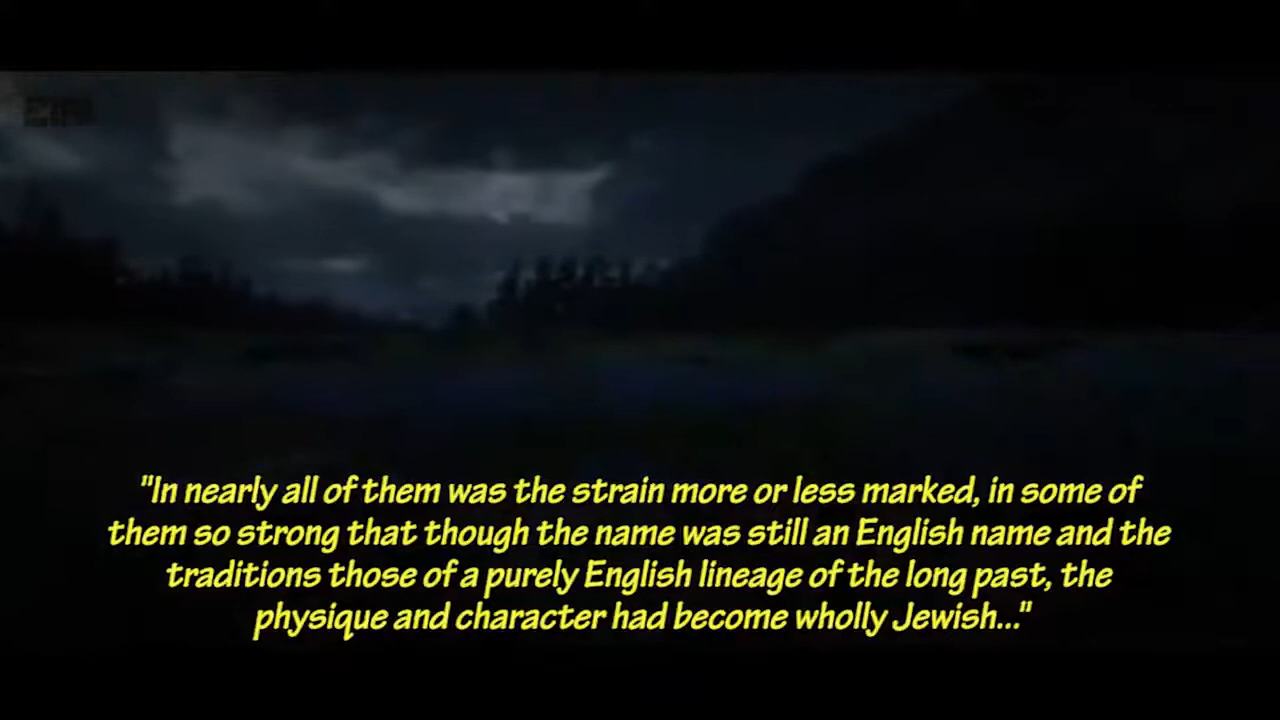 "In nearly all of them was the strain more or less marked, in some of
them so strong that though the name was still an English name and the
traditions those of a purely English lineage of the long past, the
physique and character had become wholly Jewish..."